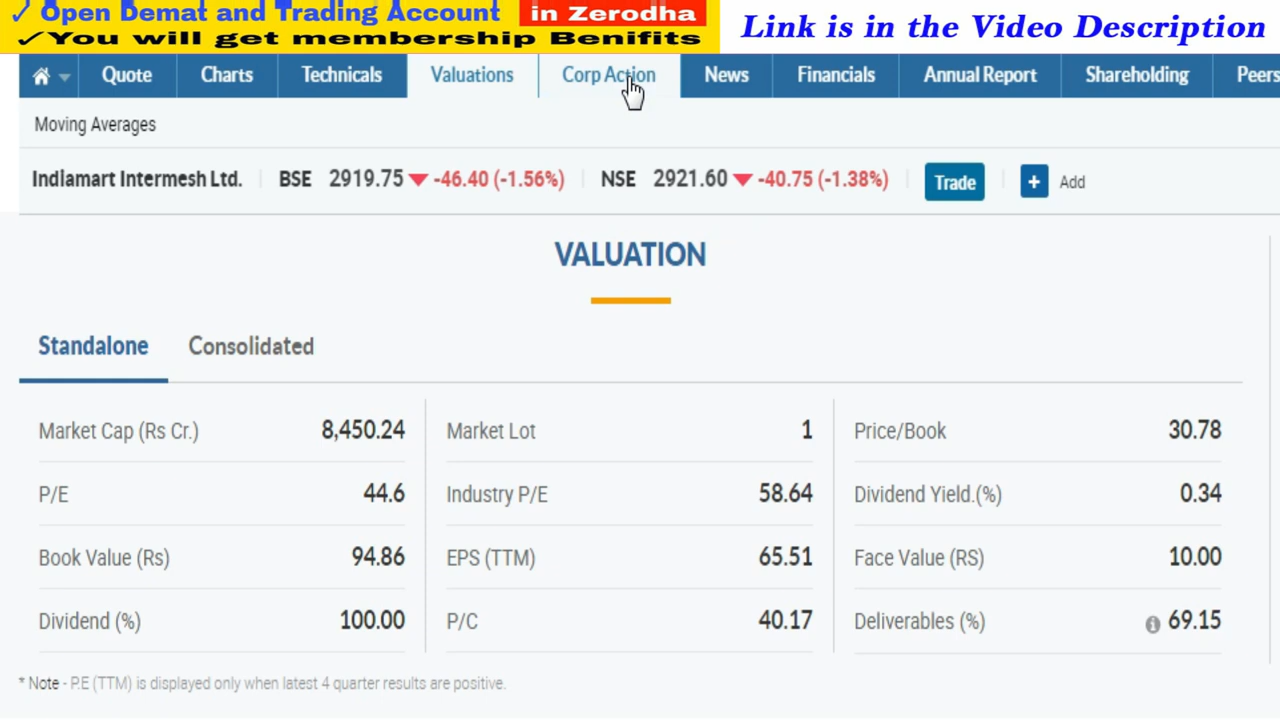 ✓ Open Demat and Trading Account in Zerodha
✓You will get membership Benifits
Link is in the Video Description
Quote Charts Technicals Valuations Corp Action News Financials Annual Report Shareholding Peers
Moving Averages
IndIamart Intermesh Ltd. BSE 2919.75 ▼ -46.40 (-1.56%) NSE 2921.60 ▼ -40.75 (-1.38%) Trade + Add
VALUATION
Standalone Consolidated
Market Cap (Rs Cr.) 8,450.24 Market Lot 1 Price/Book 30.78
P/E 44.6 Industry P/E 58.64 Dividend Yield.(%) 0.34
Book Value (Rs) 94.86 EPS (TTM) 65.51 Face Value (RS) 10.00
Dividend (%) 100.00 P/C 40.17 Deliverables (%) 69.15
* Note - P.E (TTM) is displayed only when latest 4 quarter results are positive.